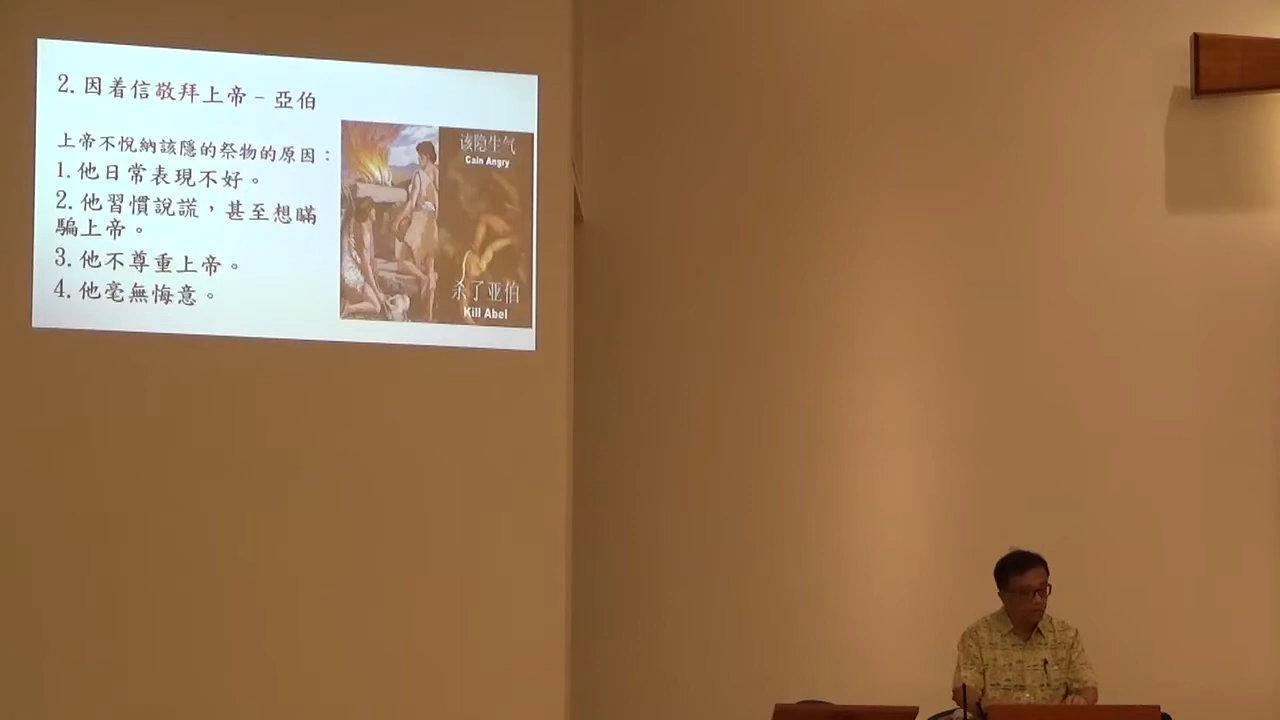 2.因着信敬拜上帝–亞伯
上帝不悅納該隱的祭物的原因：
1.他日常表現不好。
2.他習慣說謊，甚至想瞞
騙上帝。
3.他不尊重上帝。
4.他毫無悔意。
该隐生气
Cain Angry
杀了亚伯
Kill Abel